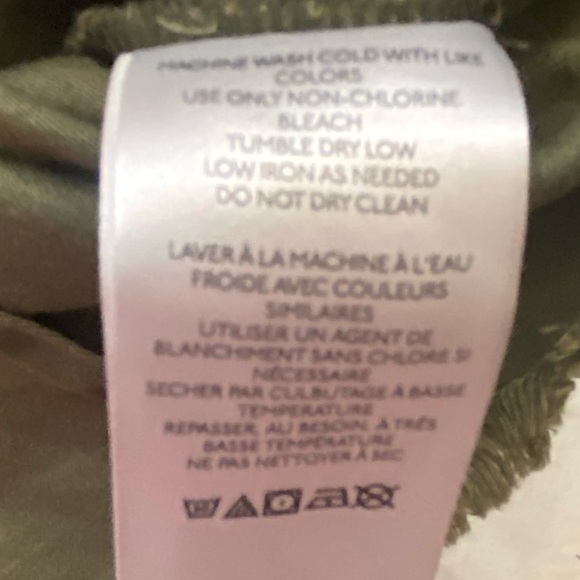 MACHINE WASH COLD WITH LIKE
COLORS
USE ONLY NON-CHLORINE
BLEACH
TUMBLE DRY LOW
LOW IRON AS NEEDED
DO NOT DRY CLEAN
LAVER À LA MACHINE À L'EAU
FROIDE AVEC COULEURS
SIMILAIRES
UTILISER UN AGENT DE
BLANCHIMENT SANS CHLORE SI
NÉCESSAIRE
SECHER PAR CULBUTAGE A BASSE
TEMPERATURE
REPASSER, AU BESOIN, À TRÈS
BASSE TEMPÉRATURE
NE PAS NETTOYER À SEC